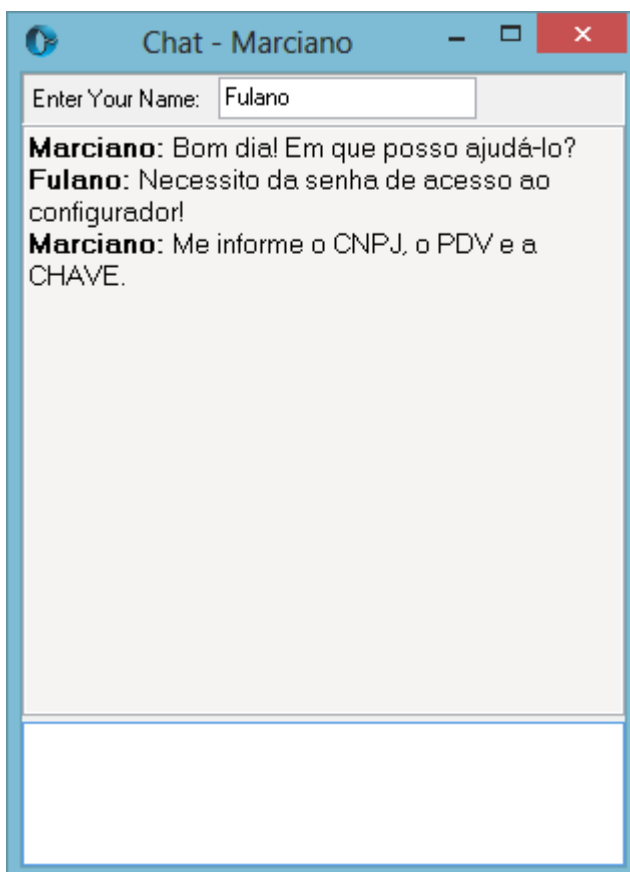 Chat - Marciano
Enter Your Name: Fulano
Marciano: Bom dia! Em que posso ajudá-lo?
Fulano: Necessito da senha de acesso ao
configurador!
Marciano: Me informe o CNPJ, o PDV e a
CHAVE.